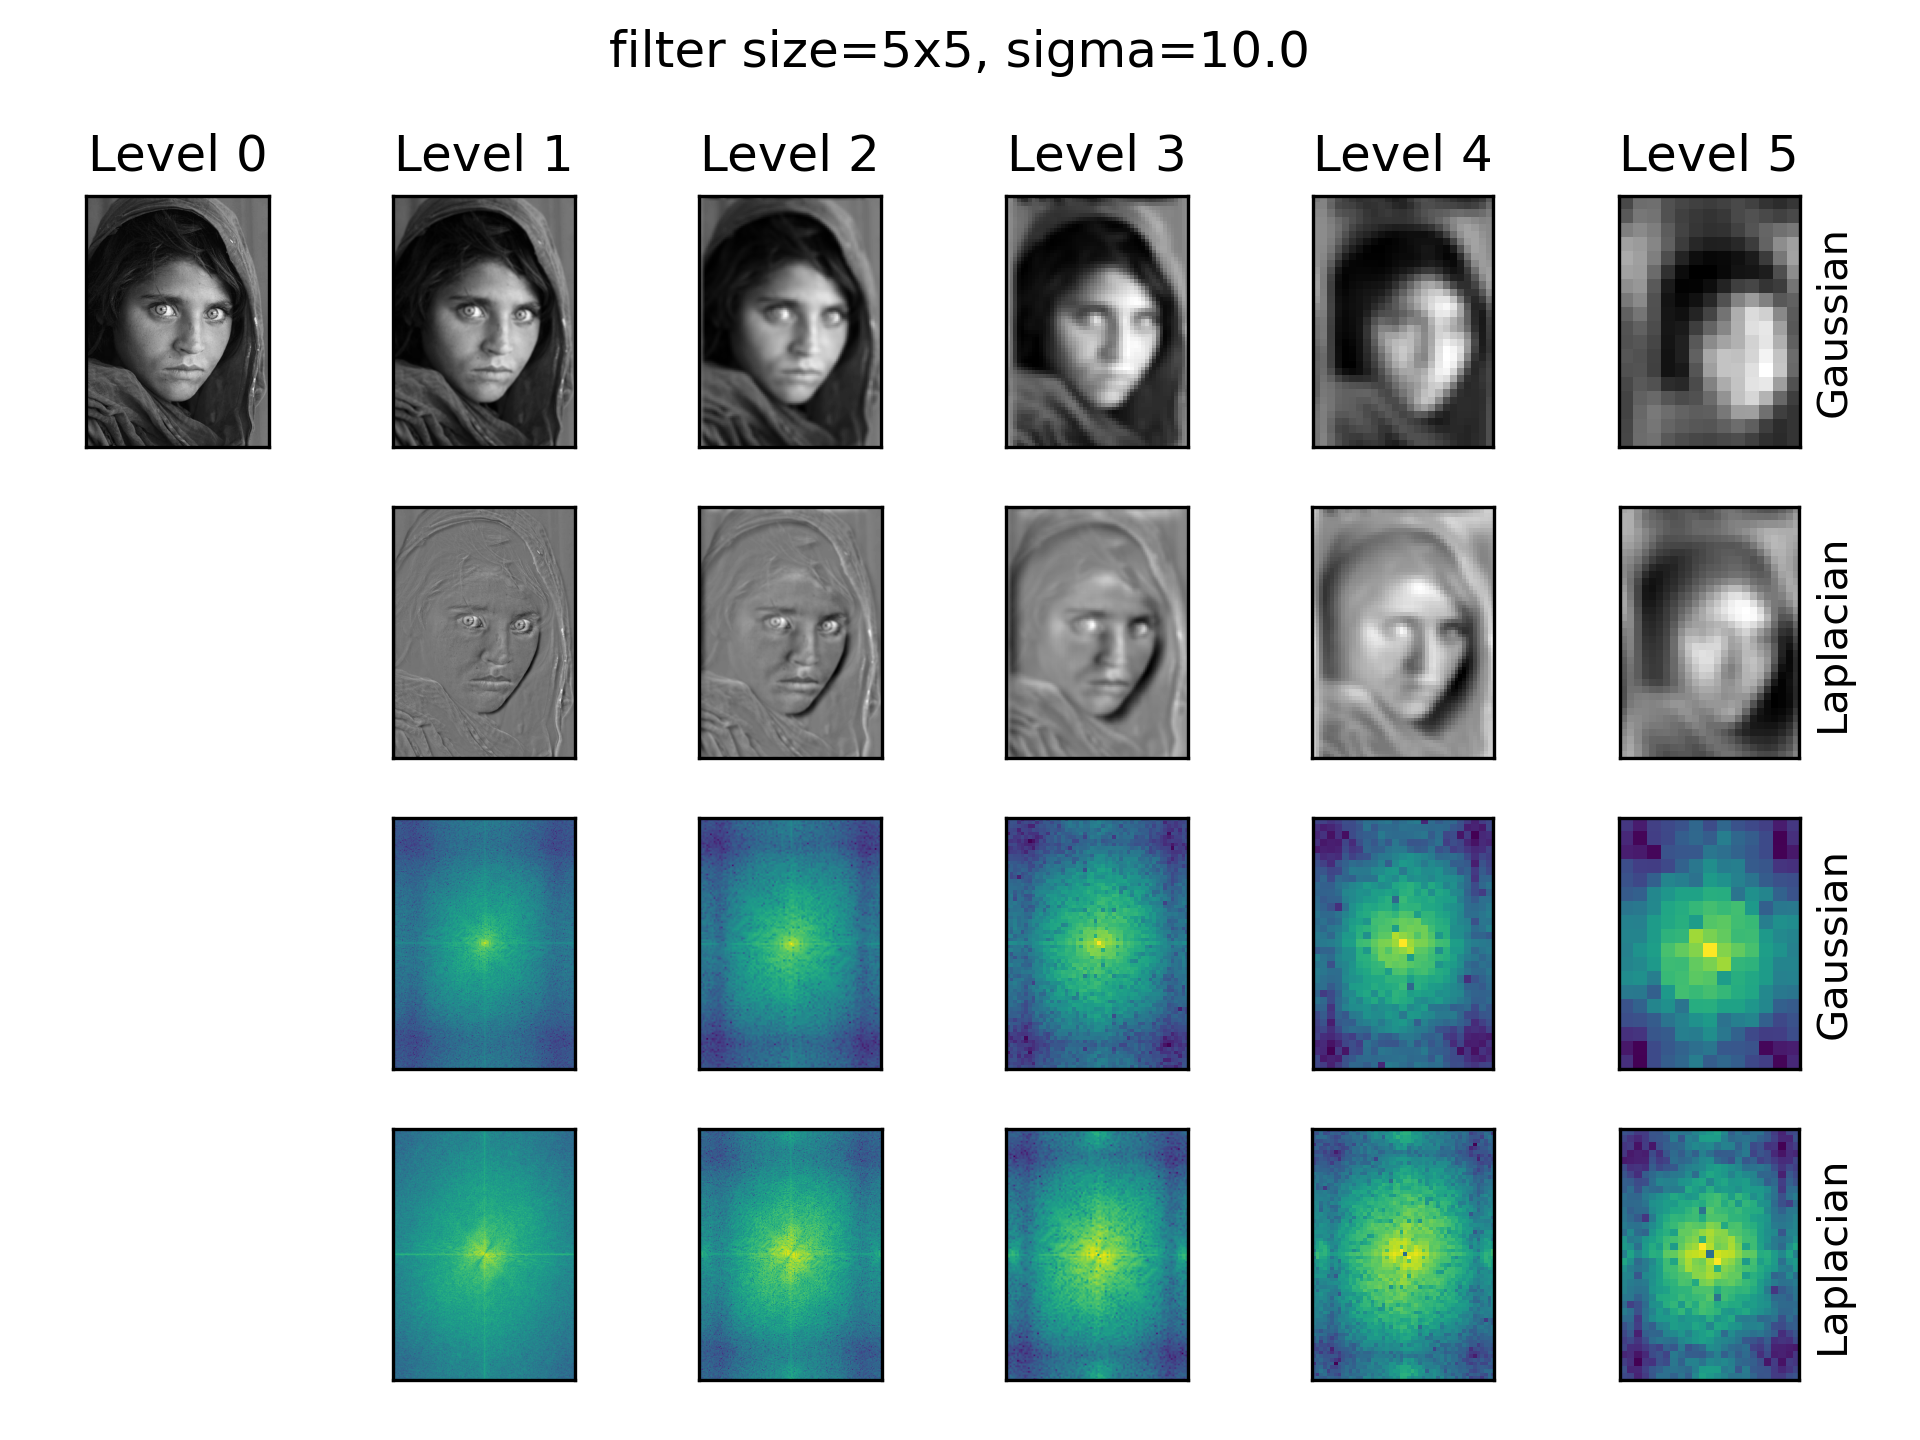 filter size=5x5, sigma=10.0
Level 0
Level 1
Level 2
Level 3
Level 4
Level 5
Gaussian
Laplacian
Gaussian
Laplacian